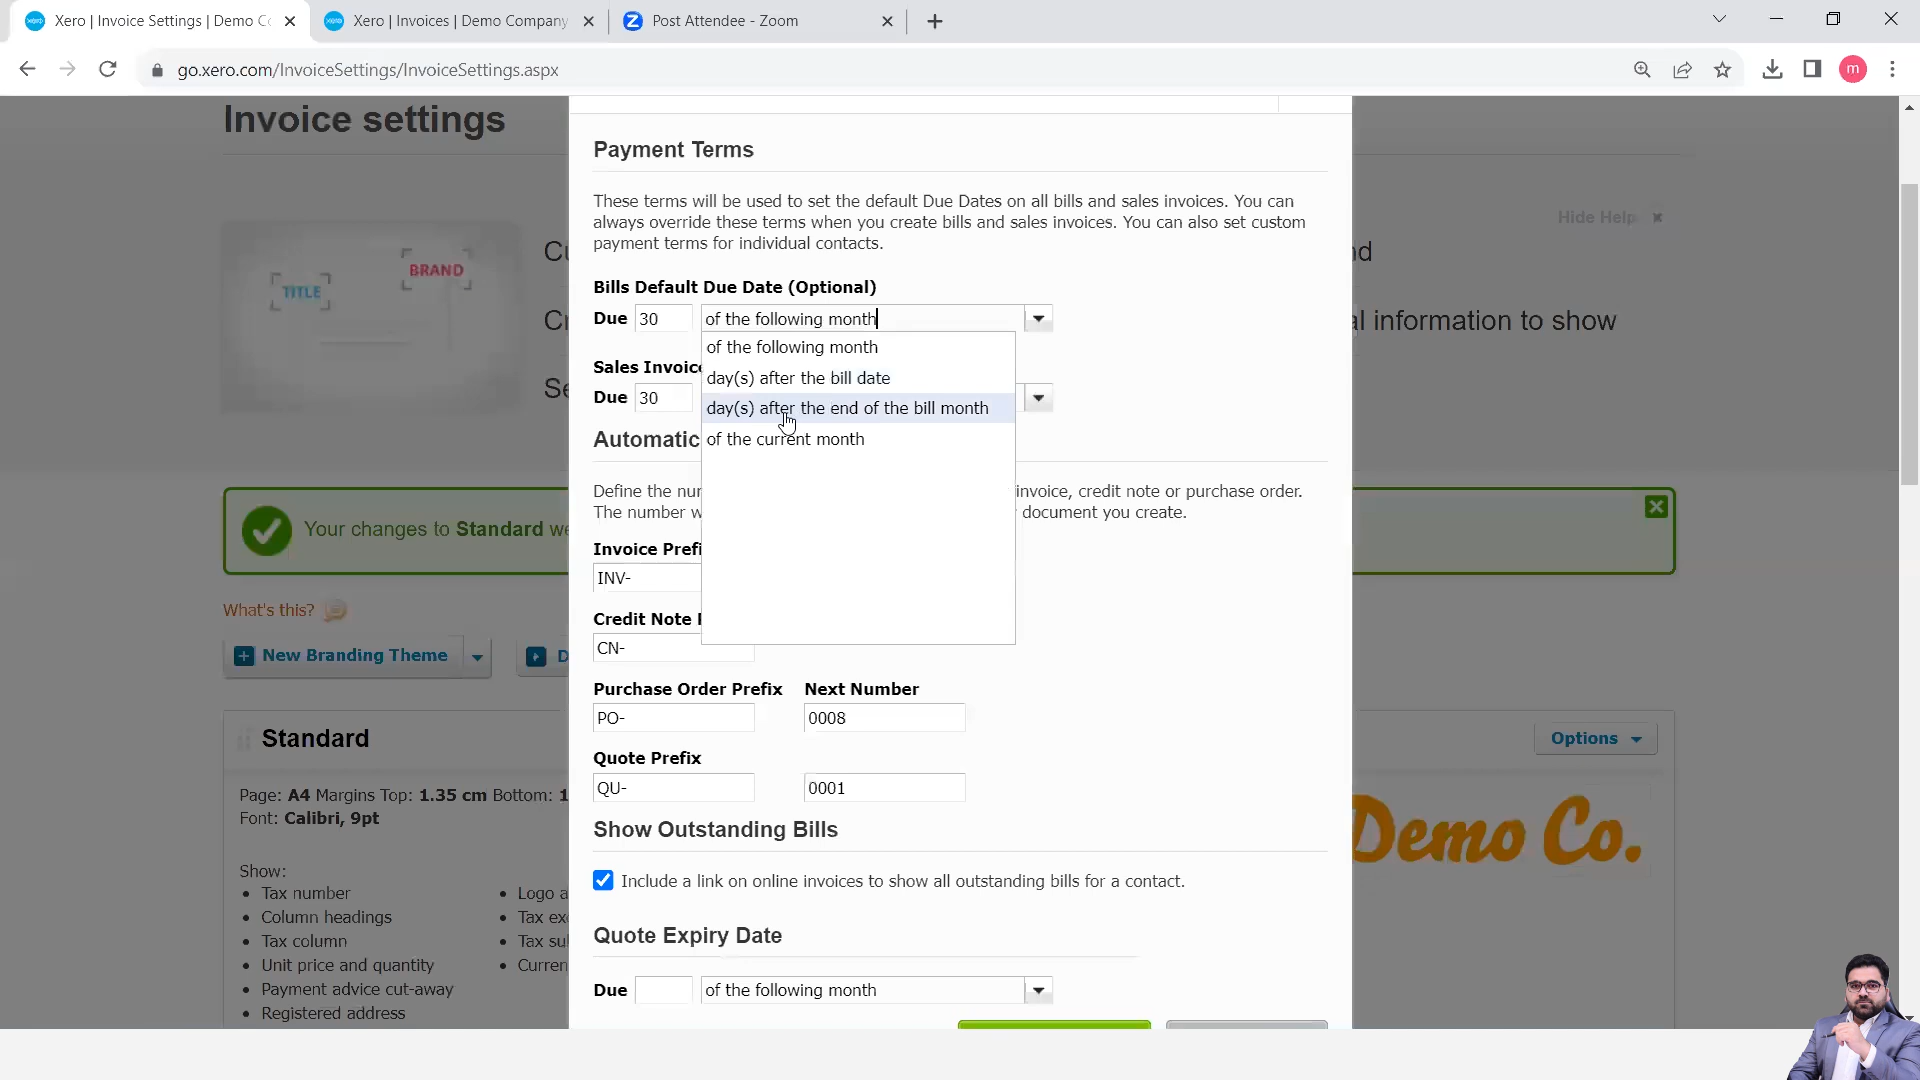 Xero | Invoice Settings | Demo Co
Xero | Invoices | Demo Company
Post Attendee - Zoom
go.xero.com/InvoiceSettings/InvoiceSettings.aspx
m
Invoice settings
Hide Help
TITLE
BRAND
Payment Terms
These terms will be used to set the default Due Dates on all bills and sales invoices. You can
always override these terms when you create bills and sales invoices. You can also set custom
payment terms for individual contacts.
Bills Default Due Date (Optional)
Due 30 of the following month
of the following month
day(s) after the bill date
day(s) after the end of the bill month
of the current month
Sales Invoice
Due 30
Automatic
Define the nu invoice, credit note or purchase order.
The number w document you create.
Invoice Prefi
INV-
Credit Note
CN-
Purchase Order Prefix Next Number
PO- 0008
Quote Prefix
QU- 0001
Show Outstanding Bills
Include a link on online invoices to show all outstanding bills for a contact.
Quote Expiry Date
Due of the following month
al information to show
Your changes to Standard we
What's this?
New Branding Theme
Standard
Options
Page: A4 Margins Top: 1.35 cm Bottom: 1
Font: Calibri, 9pt
Show:
• Tax number
• Column headings
• Tax column
• Unit price and quantity
• Payment advice cut-away
• Registered address
• Logo a
• Tax ex
• Tax su
• Curren
Demo Co.